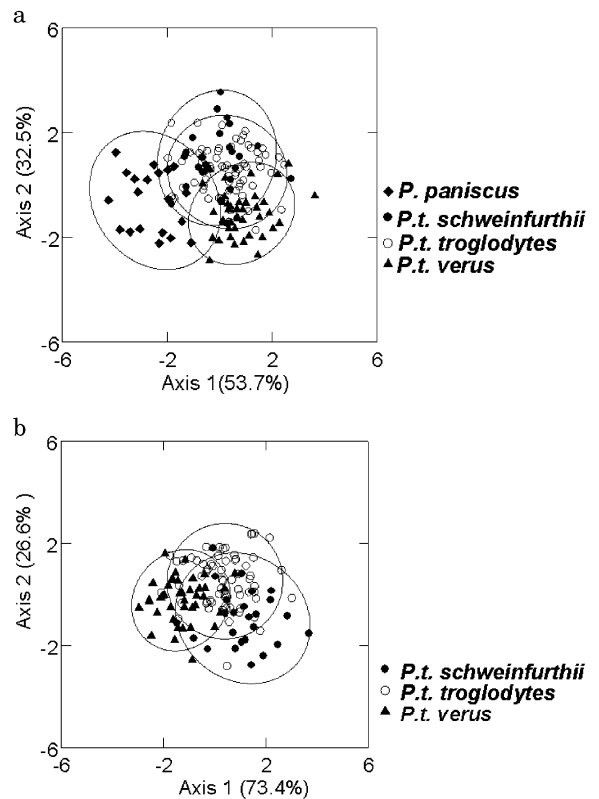 a
6
2
-2
-6
Axis 2 (32.5%)
-6
-2
2
6
Axis 1(53.7%)
P. paniscus
P.t. schweinfurthii
P.t. troglodytes
P.t. verus
b
6
2
-2
-6
Axis 2 (26.6% )
-6
-2
2
6
Axis 1 (73.4%)
P.t. schweinfurthii
P.t. troglodytes
P.t. verus